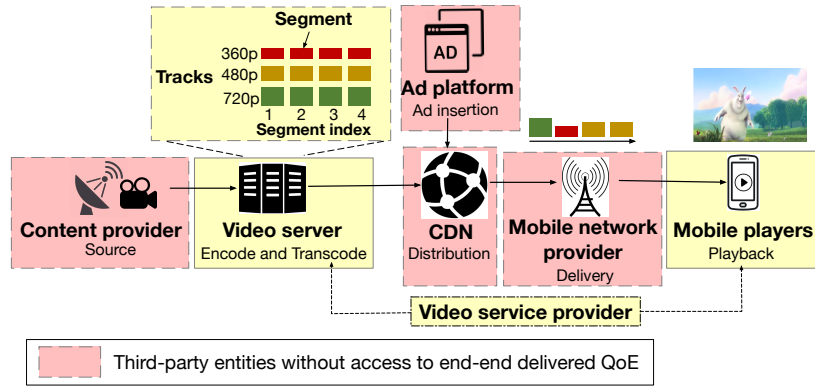 Segment
Tracks
360p
480p
720p
1 2 3 4
Segment index
AD
Ad platform
Ad insertion
Content provider
Source
Video server
Encode and Transcode
CDN
Distribution
Mobile network
provider
Delivery
Mobile players
Playback
Video service provider
Third-party entities without access to end-end delivered QoE